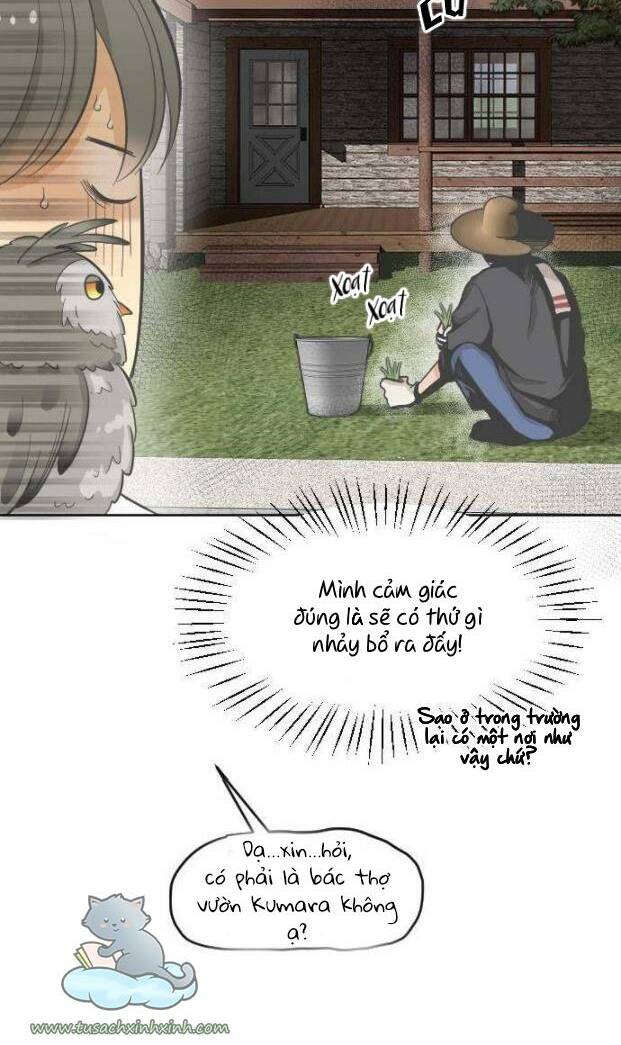 CÚ
Xoạt
Xoạt
Mình cảm giác
đúng là sẽ có thứ gì
nhảy bổ ra đấy!
Sao ở trong trường
lại có một nơi như
vậy chứ?
Dạ...xin...hỏi,
có phải là bác thợ
vườn Kumara không
ạ?
www.tusachxinhxinh.com